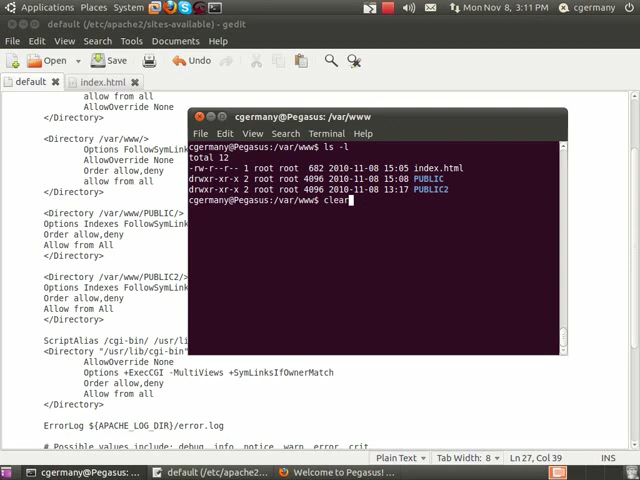 Applications Places System
Mon Nov 8, 3:11 PM cgermany
default (/etc/apache2/sites-available) - gedit
File Edit View Search Tools Documents Help
Open Save Undo
default index.html
allow from all
AllowOverride None
</Directory>
<Directory /var/www/>
Options FollowSymLink
AllowOverride None
Order allow,deny
allow from all
</Directory>
<Directory /var/www/PUBLIC/>
Options Indexes FollowSymLink
Order allow,deny
Allow from All
</Directory>
<Directory /var/www/PUBLIC2/>
Options Indexes FollowSymLink
Order allow,deny
Allow from All
</Directory>
ScriptAlias /cgi-bin/ /usr/li
<Directory "/usr/lib/cgi-bin"
AllowOverride None
Options +ExecCGI -MultiViews +SymLinksIfOwnerMatch
Order allow,deny
Allow from all
</Directory>
ErrorLog ${APACHE_LOG_DIR}/error.log
# Possible values include: debug, info, notice, warn, error, crit,
cgermany@Pegasus: /var/www
File Edit View Search Terminal Help
cgermany@Pegasus:/var/www$ ls -l
total 12
-rw-r--r-- 1 root root 682 2010-11-08 15:05 index.html
drwxr-xr-x 2 root root 4096 2010-11-08 15:08 PUBLIC
drwxr-xr-x 2 root root 4096 2010-11-08 13:17 PUBLIC2
cgermany@Pegasus:/var/www$ clear
Plain Text Tab Width: 8 Ln 27, Col 39 INS
cgermany@Pegasus: ... default (/etc/apache2... Welcome to Pegasus! ...